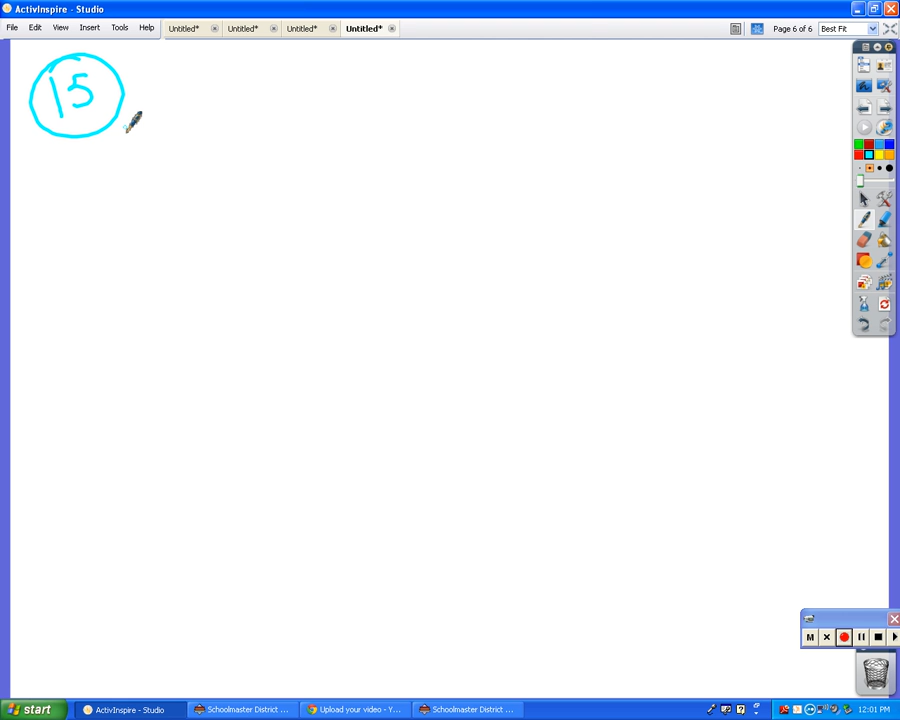 ActivInspire - Studio
File Edit View Insert Tools Help Untitled* Untitled* Untitled* Untitled* Page 6 of 6 Best Fit
15
M
start ActivInspire - Studio Schoolmaster District ... Upload your video - Y... Schoolmaster District ... 12:01 PM